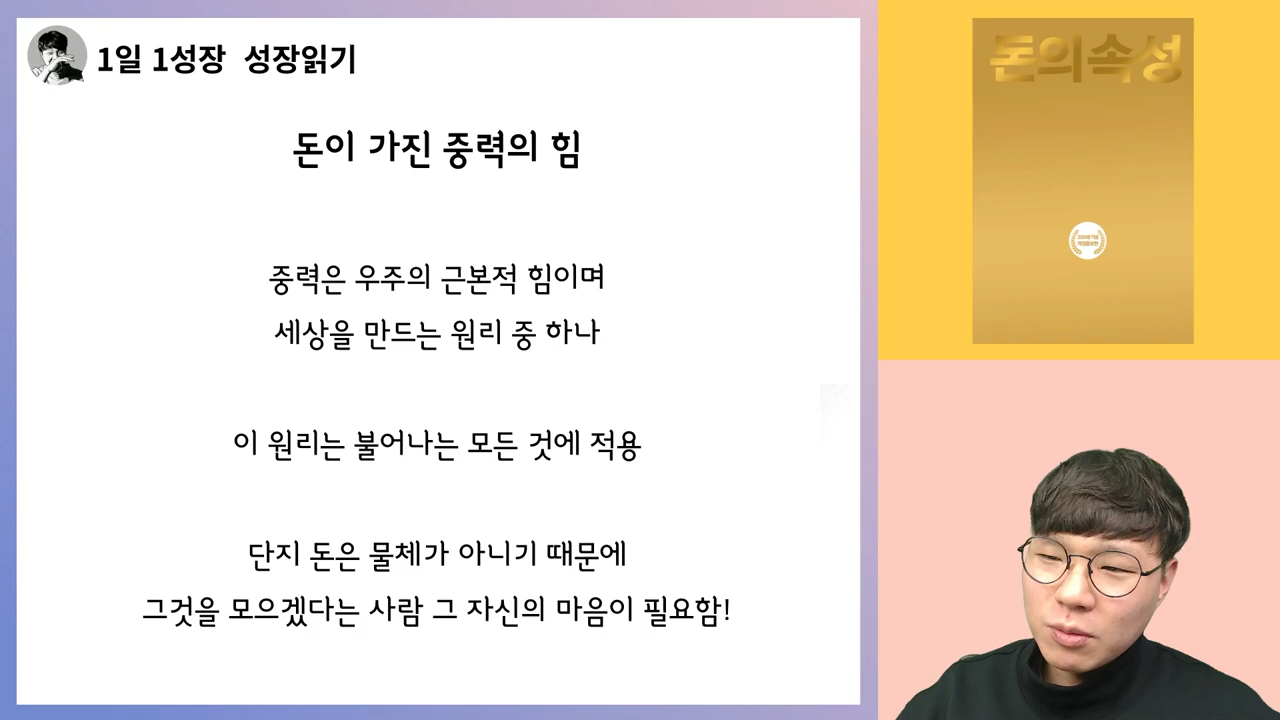 1일 1성장 성장읽기
돈이 가진 중력의 힘
중력은 우주의 근본적 힘이며
세상을 만드는 원리 중 하나
이 원리는 불어나는 모든 것에 적용
단지 돈은 물체가 아니기 때문에
그것을 모으겠다는 사람 그 자신의 마음이 필요함!
돈의 속성